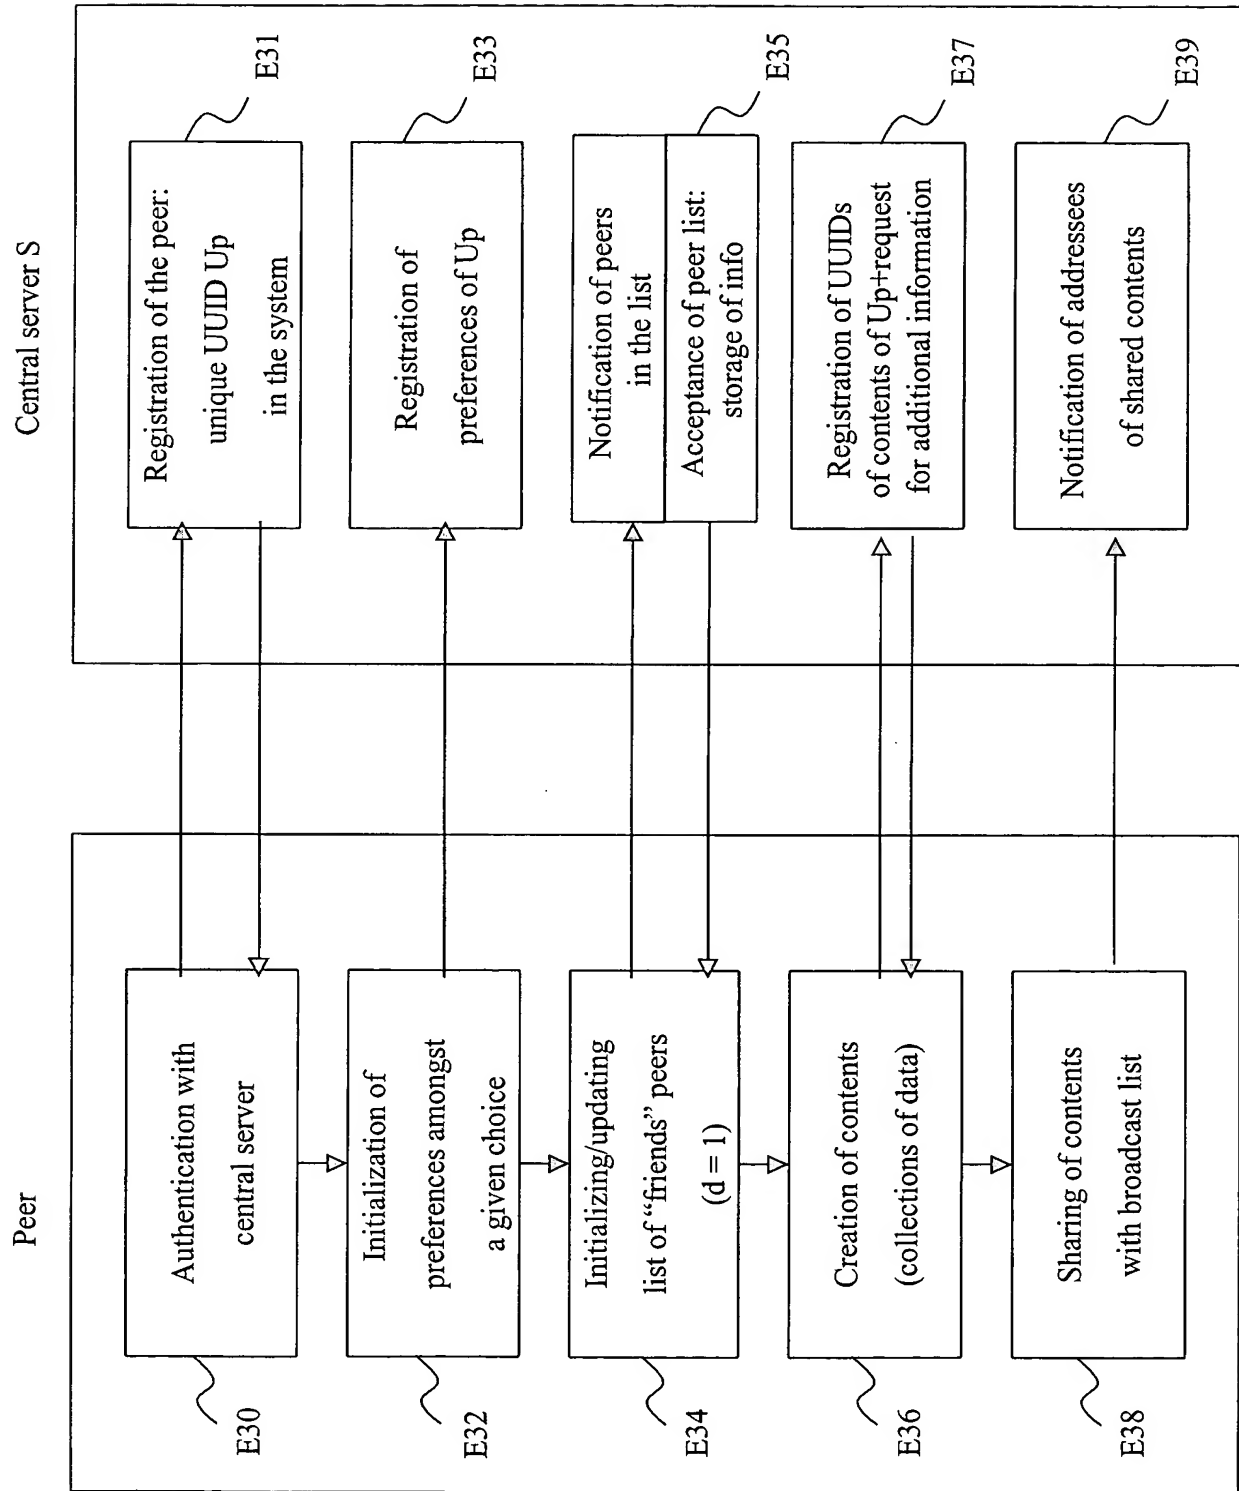 Peer
Central server S
E30
Authentication with
central server
Registration of the peer:
unique UUID Up
in the system
E31
E32
Initialization of
preferences amongst
a given choice
Registration of
preferences of Up
E33
E34
Initializing/updating
list of “friends” peers
(d = 1)
Notification of peers
in the list
Acceptance of peer list:
storage of info
E35
E36
Creation of contents
(collections of data)
Registration of UUIDs
of contents of Up+request
for additional information
E37
E38
Sharing of contents
with broadcast list
Notification of addressees
of shared contents
E39